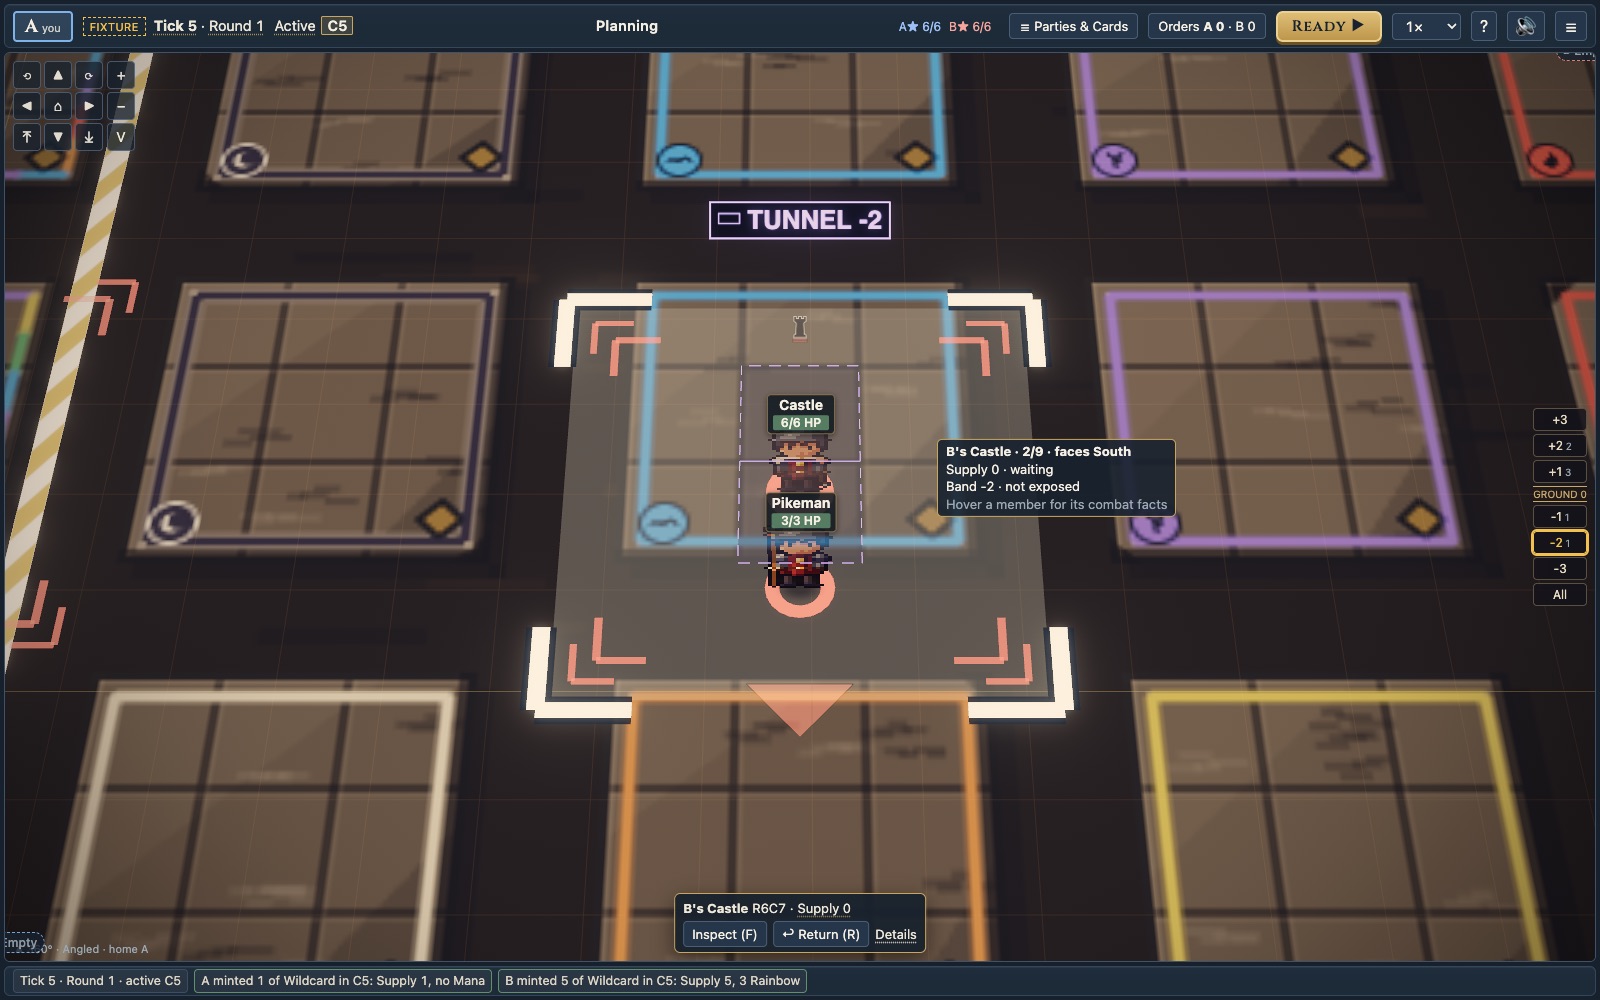 A you
FIXTURE Tick 5 · Round 1 Active C5
Planning
A★ 6/6 B★ 6/6
≡ Parties & Cards
Orders A 0 · B 0
READY ▶
1×
?
V
TUNNEL -2
Castle
6/6 HP
Pikeman
3/3 HP
B's Castle · 2/9 · faces South
Supply 0 · waiting
Band -2 · not exposed
Hover a member for its combat facts
+3
+2 2
+1 3
GROUND 0
-1 1
-2 1
-3
All
B's Castle R6C7 · Supply 0
Inspect (F)
↩ Return (R)
Details
Empty
0° · Angled · home A
Tick 5 · Round 1 · active C5
A minted 1 of Wildcard in C5: Supply 1, no Mana
B minted 5 of Wildcard in C5: Supply 5, 3 Rainbow